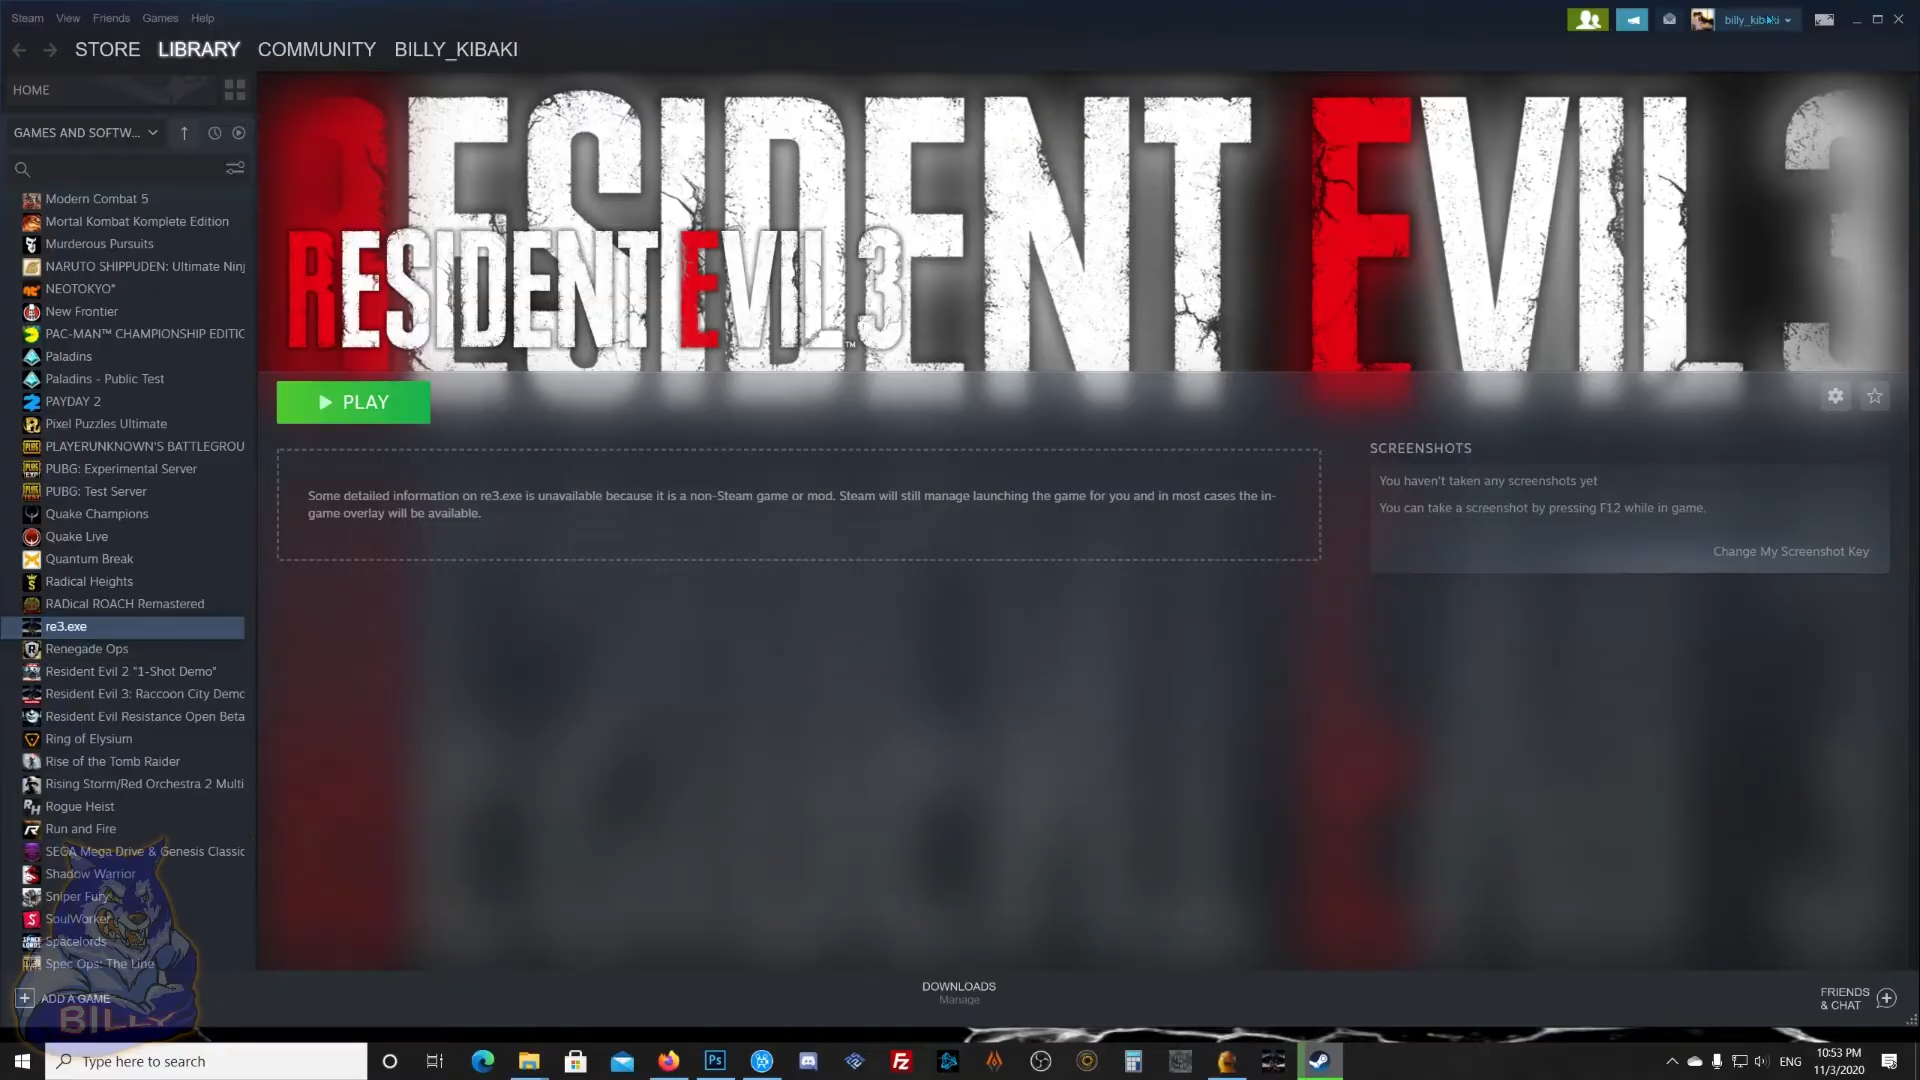 Steam View Friends Games Help
billy_kibaki
STORE LIBRARY COMMUNITY BILLY_KIBAKI
HOME
GAMES AND SOFTW...
Modern Combat 5
Mortal Kombat Komplete Edition
Murderous Pursuits
NARUTO SHIPPUDEN: Ultimate Ninj
NEOTOKYO°
New Frontier
PAC-MAN™ CHAMPIONSHIP EDITIC
Paladins
Paladins - Public Test
PAYDAY 2
Pixel Puzzles Ultimate
PLAYERUNKNOWN'S BATTLEGROU
PUBG: Experimental Server
PUBG: Test Server
Quake Champions
Quake Live
Quantum Break
Radical Heights
RADical ROACH Remastered
re3.exe
Renegade Ops
Resident Evil 2 "1-Shot Demo"
Resident Evil 3: Raccoon City Demc
Resident Evil Resistance Open Beta
Ring of Elysium
Rise of the Tomb Raider
Rising Storm/Red Orchestra 2 Multi
Rogue Heist
Run and Fire
SEGA Mega Drive & Genesis Classic
Shadow Warrior
Sniper Fury
SoulWorker
Spacelords
Spec Ops: The Line
ADD A GAME
BILLY
RESIDENT EVIL 3
RESIDENT EVIL 3™
PLAY
Some detailed information on re3.exe is unavailable because it is a non-Steam game or mod. Steam will still manage launching the game for you and in most cases the in-
game overlay will be available.
SCREENSHOTS
You haven't taken any screenshots yet
You can take a screenshot by pressing F12 while in game.
Change My Screenshot Key
DOWNLOADS
Manage
FRIENDS
& CHAT
Type here to search
Ps
FZ
ENG
10:53 PM
11/3/2020